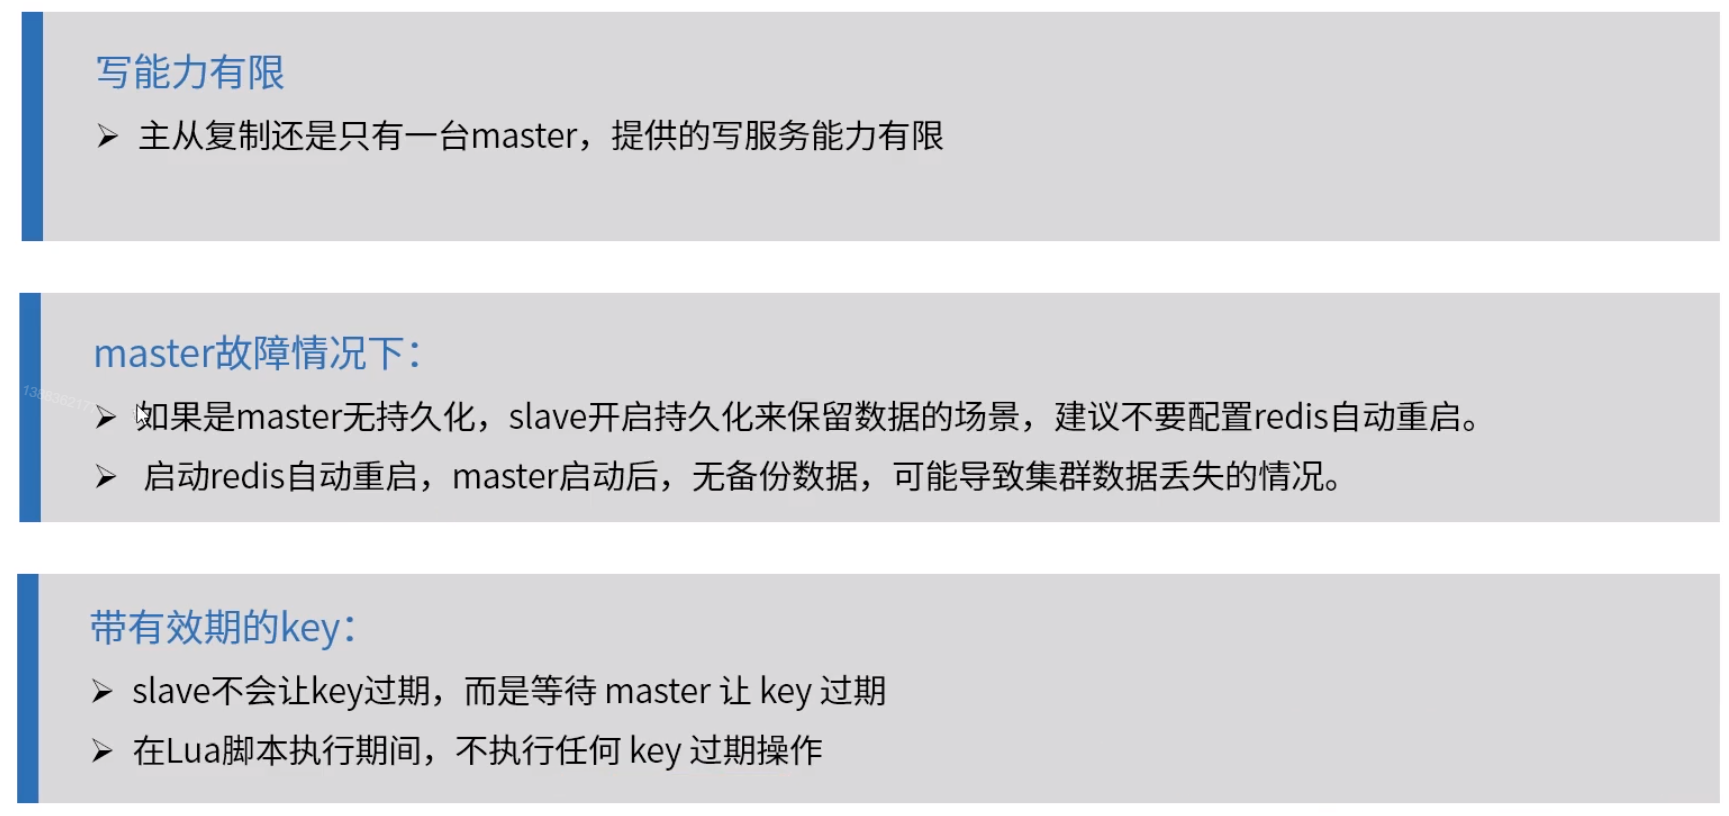 写能力有限
➢ 主从复制还是只有一台master，提供的写服务能力有限
master故障情况下：
➢ 如果是master无持久化，slave开启持久化来保留数据的场景，建议不要配置redis自动重启。
➢ 启动redis自动重启，master启动后，无备份数据，可能导致集群数据丢失的情况。
带有效期的key：
➢ slave不会让key过期，而是等待 master 让 key 过期
➢ 在Lua脚本执行期间，不执行任何 key 过期操作